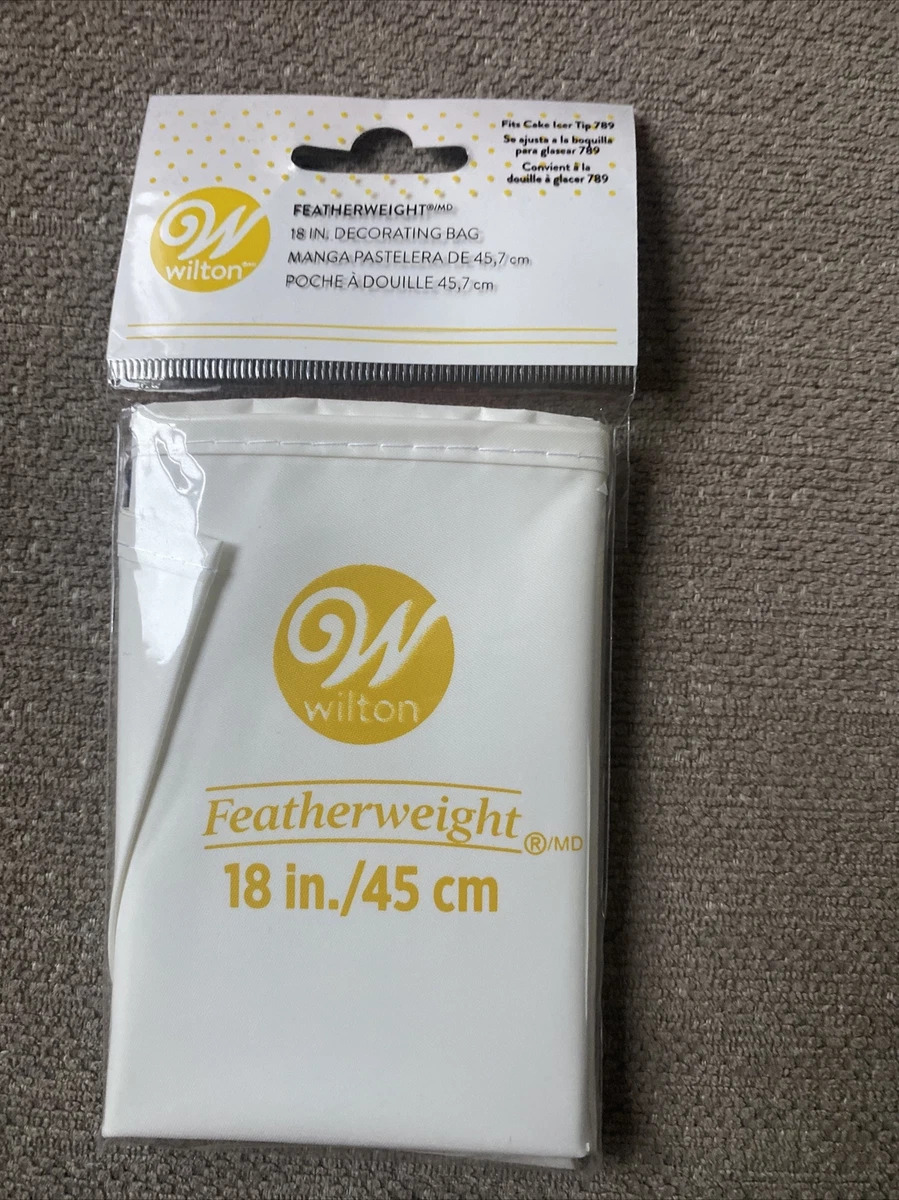 Fits Cake Icer Tip 789
Se ajusta a la boquilla
para glasear 789
Convient à la
douille à glacer 789
W
wilton
FEATHERWEIGHT®/MD
18 IN. DECORATING BAG
MANGA PASTELERA DE 45,7 cm
POCHE À DOUILLE 45,7 cm
W
wilton
Featherweight®/MD
18 in./45 cm